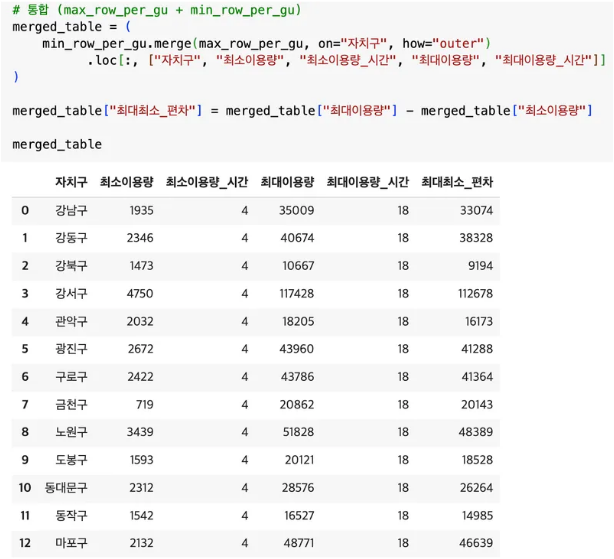 # 통합 (max_row_per_gu + min_row_per_gu)
merged_table = (
    min_row_per_gu.merge(max_row_per_gu, on="자치구", how="outer")
        .loc[:, ["자치구", "최소이용량", "최소이용량_시간", "최대이용량", "최대이용량_시간"]]
)
merged_table["최대최소_편차"] = merged_table["최대이용량"] - merged_table["최소이용량"]
merged_table
자치구 최소이용량 최소이용량_시간 최대이용량 최대이용량_시간 최대최소_편차
0 강남구 1935 4 35009 18 33074
1 강동구 2346 4 40674 18 38328
2 강북구 1473 4 10667 18 9194
3 강서구 4750 4 117428 18 112678
4 관악구 2032 4 18205 18 16173
5 광진구 2672 4 43960 18 41288
6 구로구 2422 4 43786 18 41364
7 금천구 719 4 20862 18 20143
8 노원구 3439 4 51828 18 48389
9 도봉구 1593 4 20121 18 18528
10 동대문구 2312 4 28576 18 26264
11 동작구 1542 4 16527 18 14985
12 마포구 2132 4 48771 18 46639